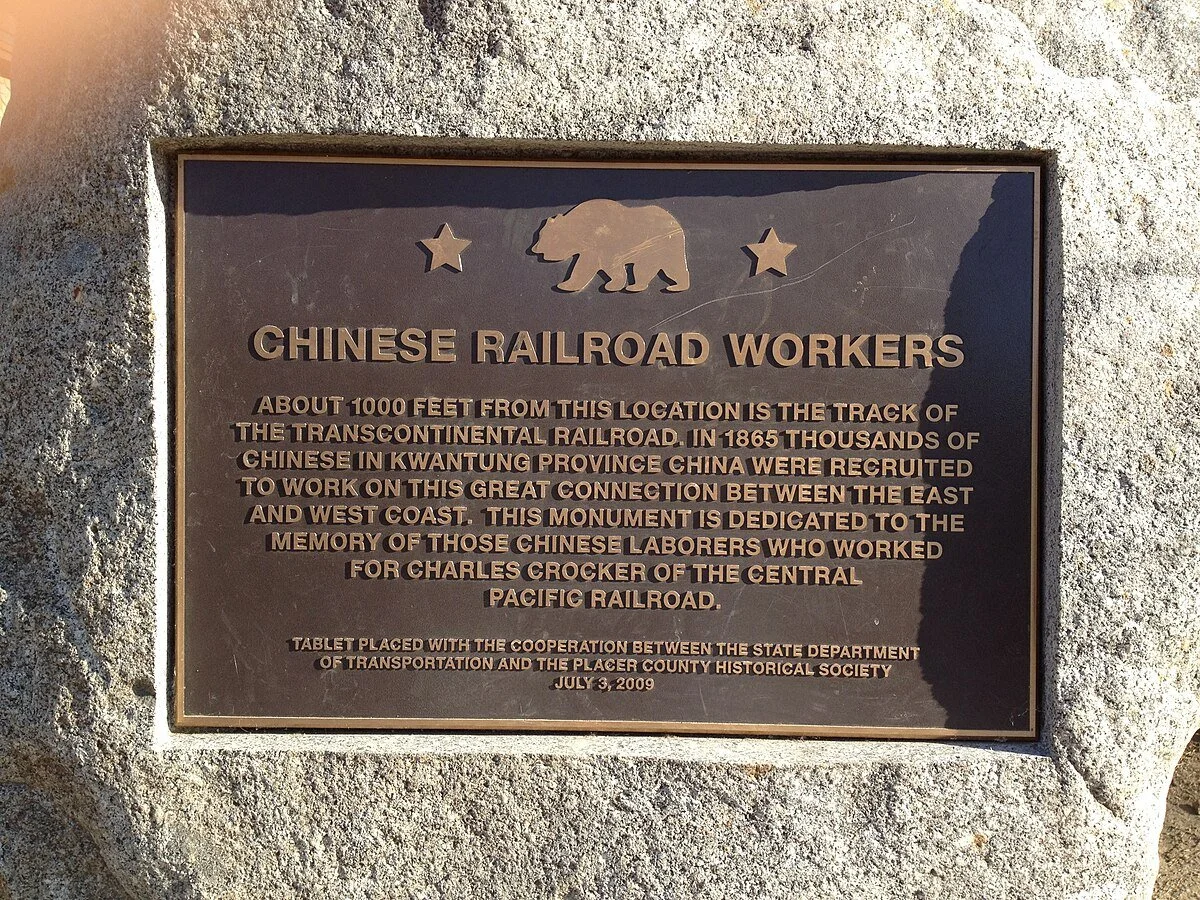 CHINESE RAILROAD WORKERS
ABOUT 1000 FEET FROM THIS LOCATION IS THE TRACK OF
THE TRANSCONTINENTAL RAILROAD. IN 1865 THOUSANDS OF
CHINESE IN KWANTUNG PROVINCE CHINA WERE RECRUITED
TO WORK ON THIS GREAT CONNECTION BETWEEN THE EAST
AND WEST COAST. THIS MONUMENT IS DEDICATED TO THE
MEMORY OF THOSE CHINESE LABORERS WHO WORKED
FOR CHARLES CROCKER OF THE CENTRAL
PACIFIC RAILROAD.
TABLET PLACED WITH THE COOPERATION BETWEEN THE STATE DEPARTMENT
OF TRANSPORTATION AND THE PLACER COUNTY HISTORICAL SOCIETY
JULY 3, 2009